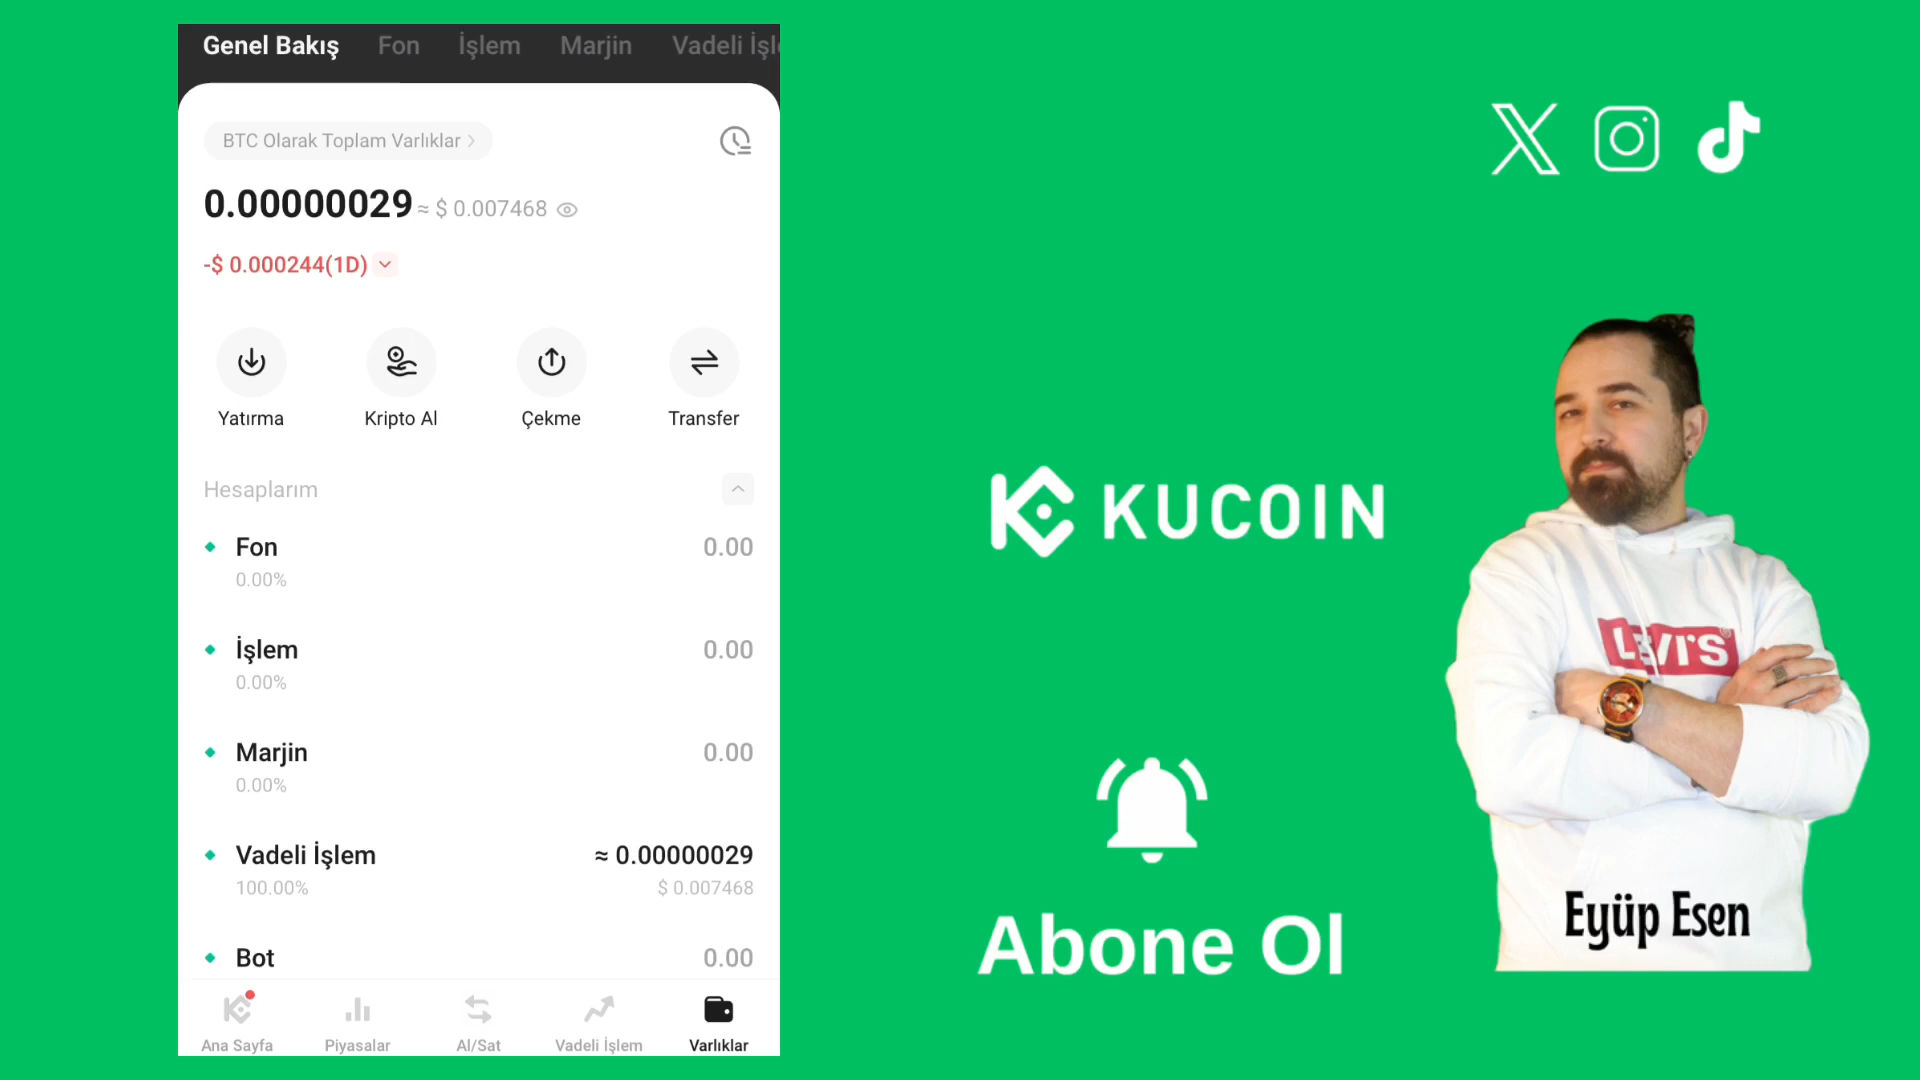 Genel Bakış Fon İşlem Marjin Vadeli İşl
BTC Olarak Toplam Varlıklar
0.00000029 ≈ $ 0.007468
-$ 0.000244(1D)
Yatırma Kripto Al Çekme Transfer
Hesaplarım
Fon 0.00
0.00%
İşlem 0.00
0.00%
Marjin 0.00
0.00%
Vadeli İşlem ≈ 0.00000029
100.00% $ 0.007468
Bot 0.00
Ana Sayfa Piyasalar Al/Sat Vadeli İşlem Varlıklar
KUCOIN
Abone Ol
LEVI'S®
Eyüp Esen